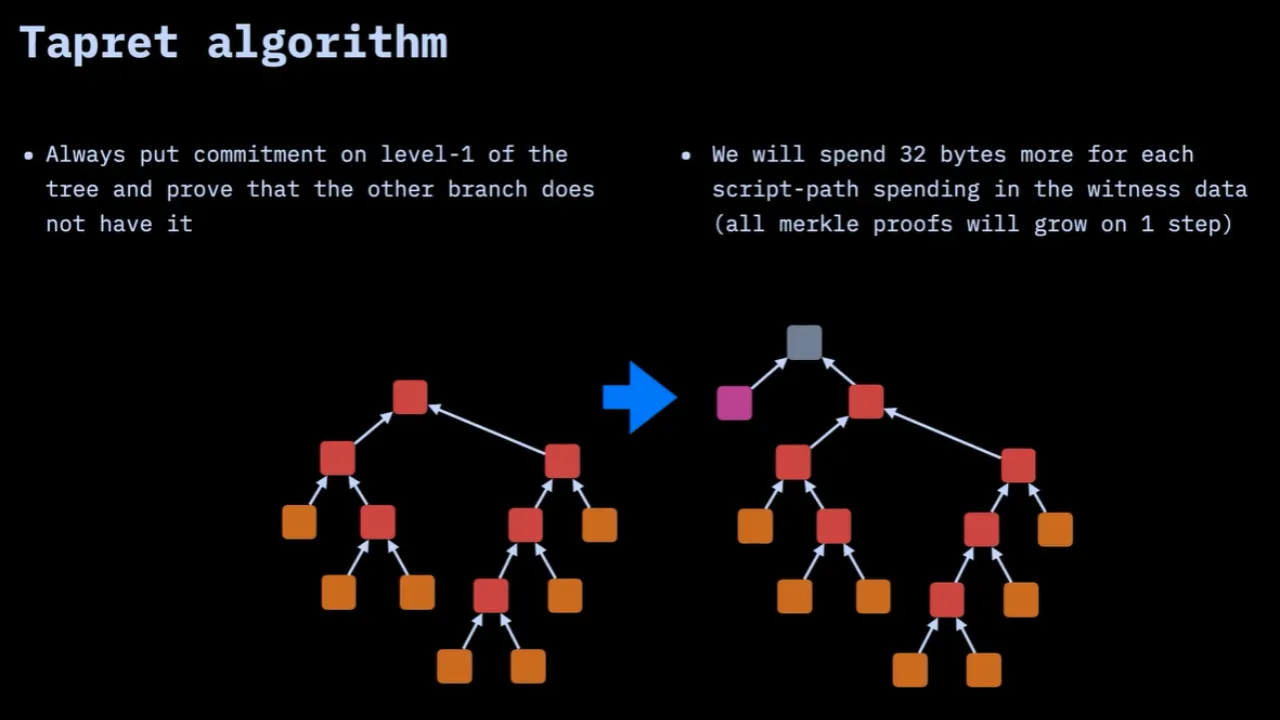 Tapret algorithm
• Always put commitment on level-1 of the
tree and prove that the other branch does
not have it
• We will spend 32 bytes more for each
script-path spending in the witness data
(all merkle proofs will grow on 1 step)